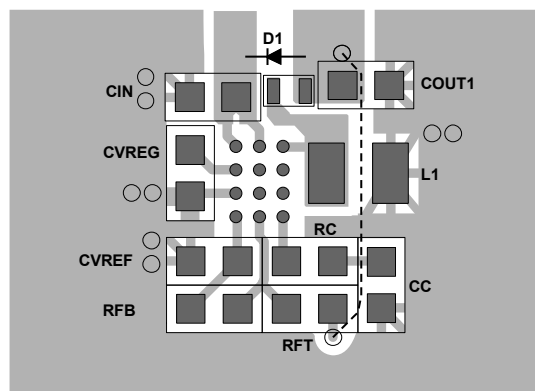 D1
CIN
COUT1
CVREG
L1
RC
CVREF
CC
RFB
RFT